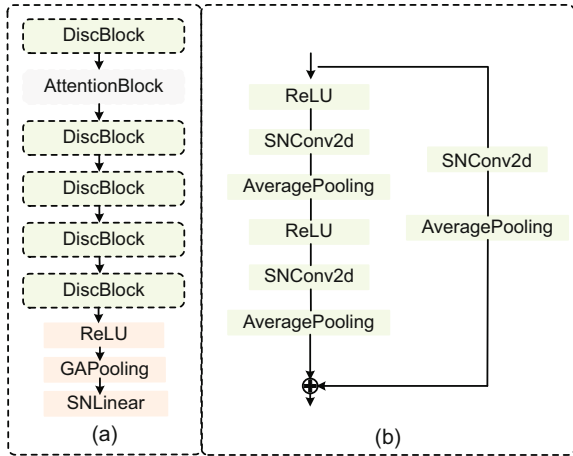 DiscBlock
AttentionBlock
DiscBlock
DiscBlock
DiscBlock
DiscBlock
ReLU
GAPooling
SNLinear
(a)
ReLU
SNConv2d
AveragePooling
ReLU
SNConv2d
AveragePooling
SNConv2d
AveragePooling
(b)